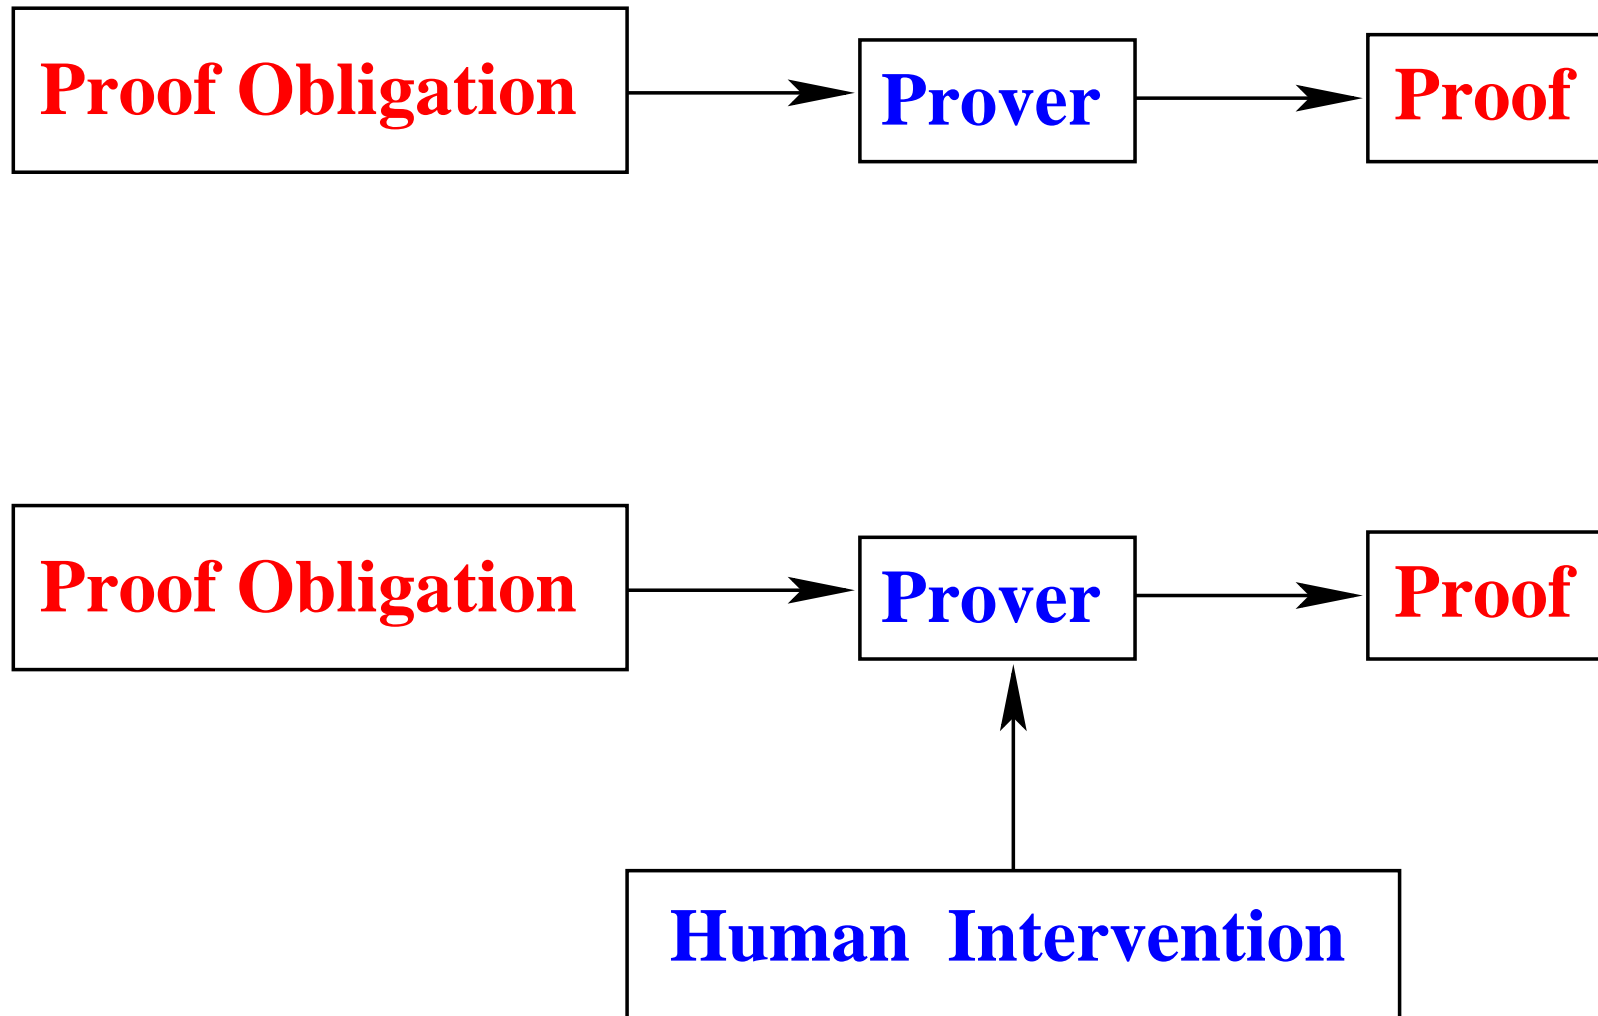 Proof Obligation
Prover
Proof
Proof Obligation
Prover
Proof
Human Intervention